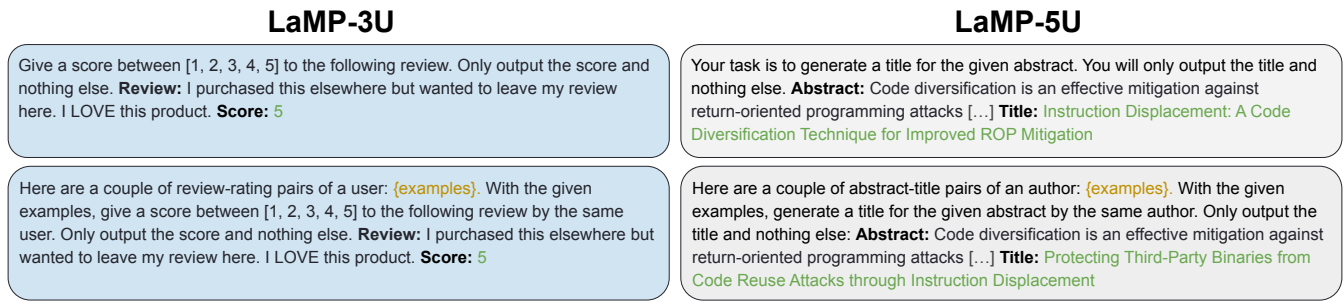 LaMP-3U
Give a score between [1, 2, 3, 4, 5] to the following review. Only output the score and
nothing else. Review: I purchased this elsewhere but wanted to leave my review
here. I LOVE this product. Score: 5
Here are a couple of review-rating pairs of a user: {examples}. With the given
examples, give a score between [1, 2, 3, 4, 5] to the following review by the same
user. Only output the score and nothing else. Review: I purchased this elsewhere but
wanted to leave my review here. I LOVE this product. Score: 5
LaMP-5U
Your task is to generate a title for the given abstract. You will only output the title and
nothing else. Abstract: Code diversification is an effective mitigation against
return-oriented programming attacks […] Title: Instruction Displacement: A Code
Diversification Technique for Improved ROP Mitigation
Here are a couple of abstract-title pairs of an author: {examples}. With the given
examples, generate a title for the given abstract by the same author. Only output the
title and nothing else: Abstract: Code diversification is an effective mitigation against
return-oriented programming attacks […] Title: Protecting Third-Party Binaries from
Code Reuse Attacks through Instruction Displacement